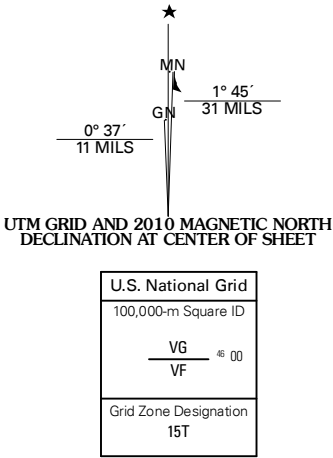 MN
1° 45´
31 MILS
GN
0° 37´
11 MILS
UTM GRID AND 2010 MAGNETIC NORTH
DECLINATION AT CENTER OF SHEET
U.S. National Grid
100,000-m Square ID
VG
46 00
VF
Grid Zone Designation
15T